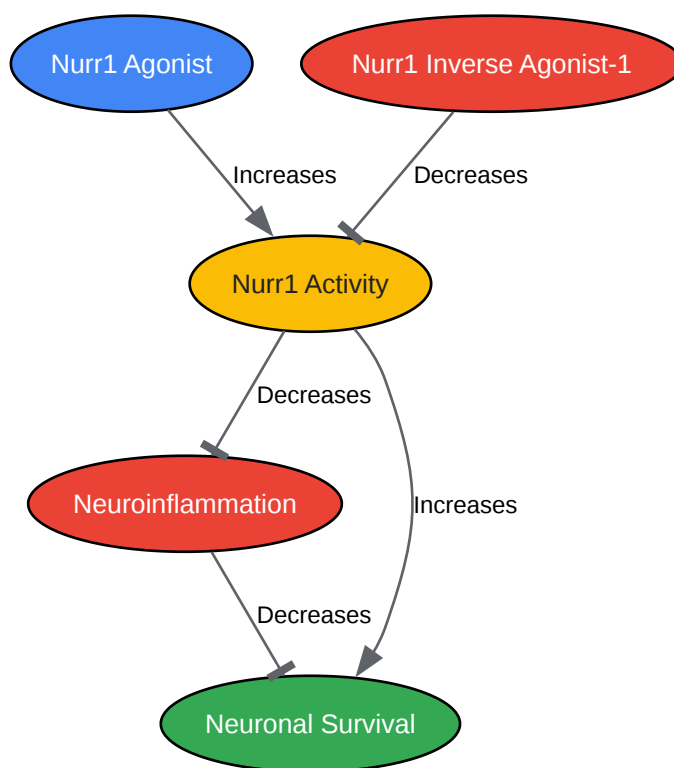 Nurr1 Agonist
Nurr1 Inverse Agonist-1
Increases
Decreases
Nurr1 Activity
Decreases
Increases
Neuroinflammation
Decreases
Neuronal Survival